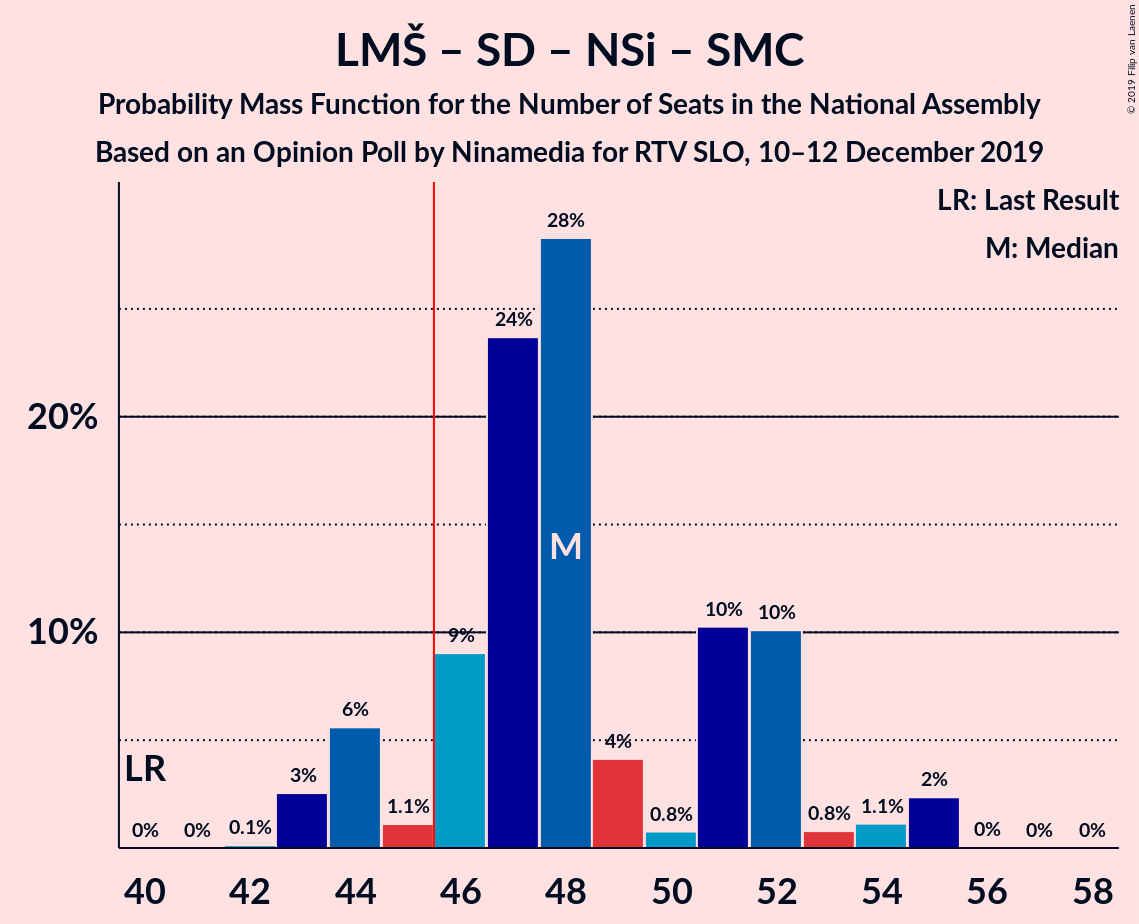 LMŠ – SD – NSi – SMC
Probability Mass Function for the Number of Seats in the National Assembly
Based on an Opinion Poll by Ninamedia for RTV SLO, 10–12 December 2019
© 2019 Filip van Laenen
LR: Last Result
M: Median
28%
24%
20%
M
10% 10%
10%
9%
6%
4%
LR
3%
2%
1.1%
0.8%
0.8%
1.1%
0% 0% 0.1%
0% 0% 0%
40 42 44 46 48 50 52 54 56 58